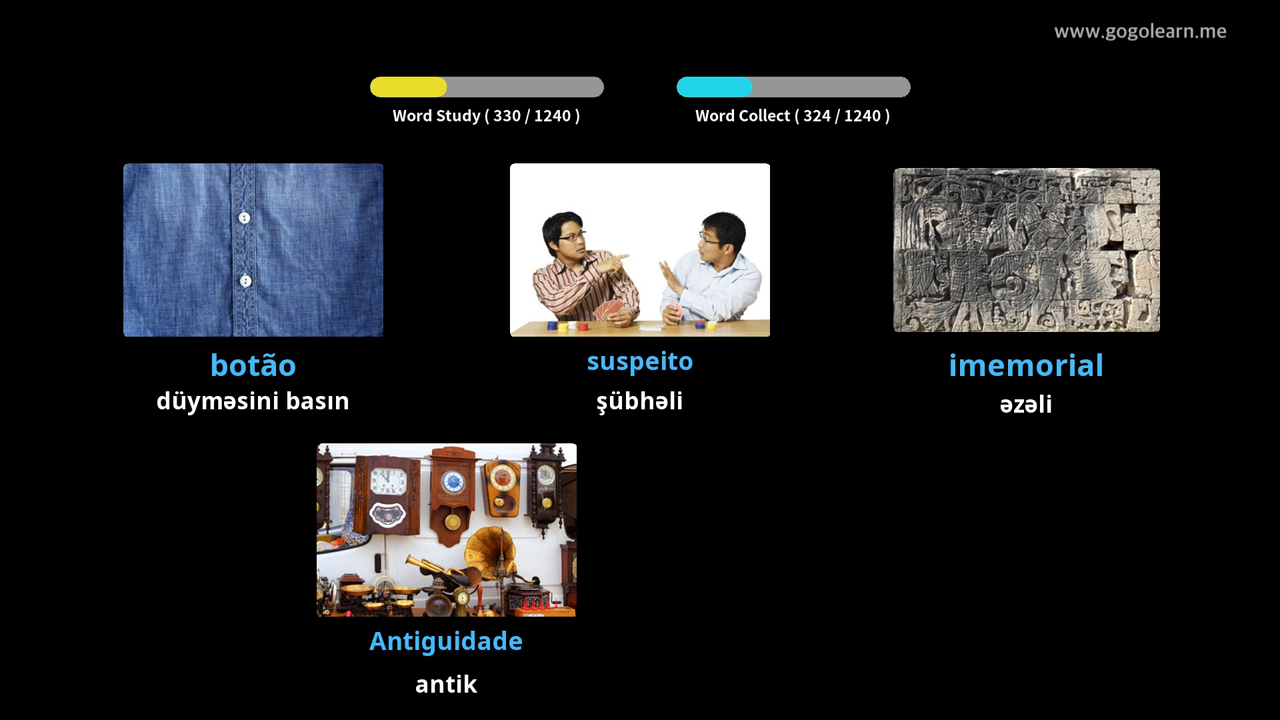 www.gogolearn.me
Word Study ( 330 / 1240 )
Word Collect ( 324 / 1240 )
botão
düyməsini basın
suspeito
şübhəli
imemorial
əzəli
Antiguidade
antik